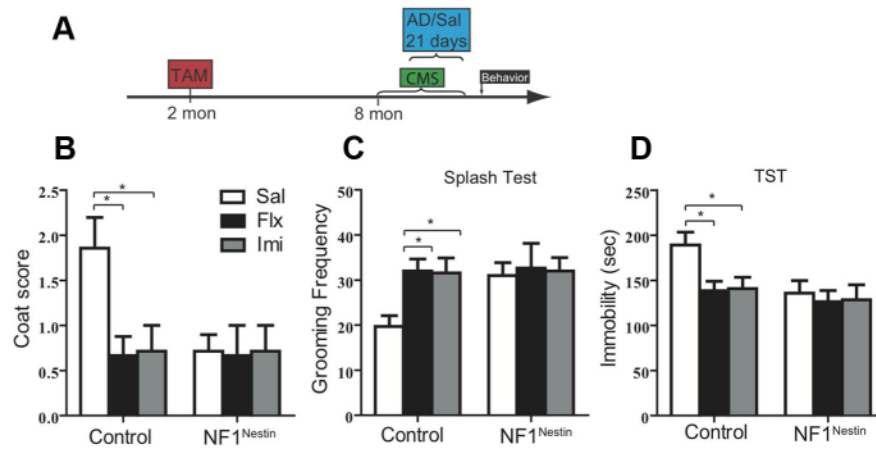 A
AD/Sal
21 days
TAM
CMS
Behavior
2 mon
8 mon
B
C
D
Splash Test
TST
Sal
Flx
Imi
Coat score
2.5
2.0
1.5
1.0
0.5
0.0
Control
NF1Nestin
Grooming Frequency
50
40
30
20
10
0
Control
NF1Nestin
Immobility (sec)
250
200
150
100
50
0
Control
NF1Nestin
*
*
*
*
*
*